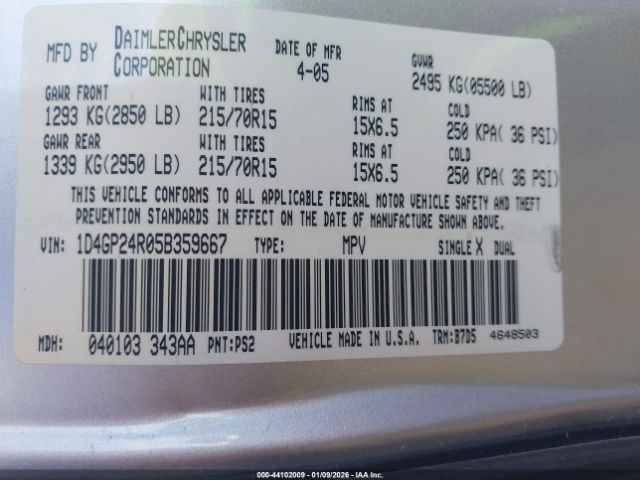 MFD BY DAIMLERCHRYSLER CORPORATION DATE OF MFR 4-05 GVWR 2495 KG(05500 LB)
GAWR FRONT WITH TIRES RIMS AT COLD
1293 KG(2850 LB) 215/70R15 15X6.5 250 KPA( 36 PSI)
GAWR REAR WITH TIRES RIMS AT COLD
1339 KG(2950 LB) 215/70R15 15X6.5 250 KPA( 36 PSI)
THIS VEHICLE CONFORMS TO ALL APPLICABLE FEDERAL MOTOR VEHICLE SAFETY AND THEFT
PREVENTION STANDARDS IN EFFECT ON THE DATE OF MANUFACTURE SHOWN ABOVE.
VIN: 1D4GP24R05B359667 TYPE: MPV SINGLE X DUAL
MDH: 040103 343AA PNT:PS2 VEHICLE MADE IN U.S.A. TRM:B7D5 4648503
000-44102009 - 01/09/2026 - IAA Inc.